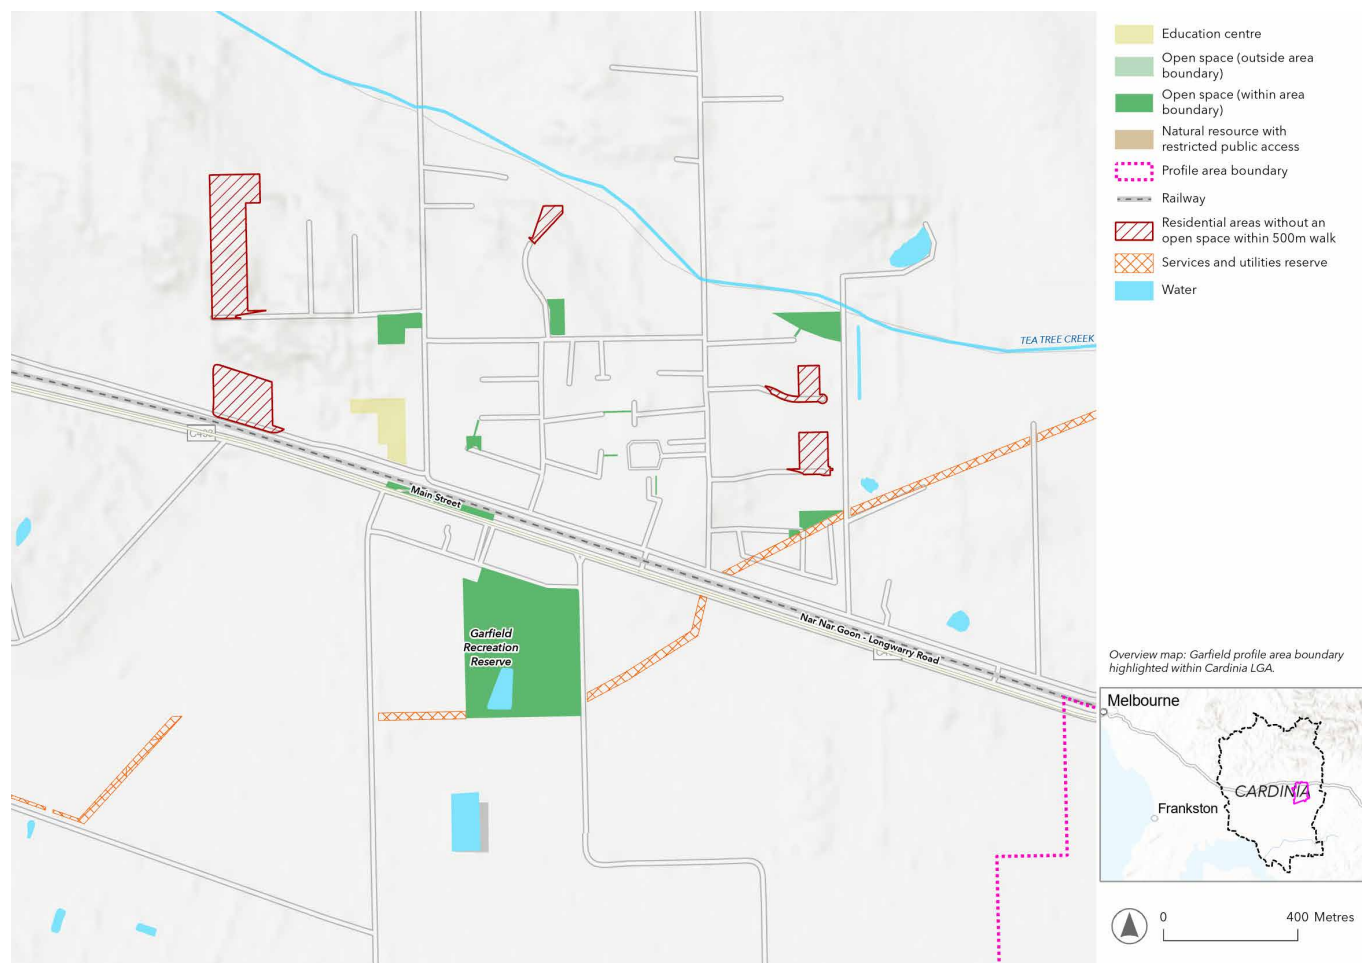 Education centre
Open space (outside area
boundary)
Open space (within area
boundary)
Natural resource with
restricted public access
Profile area boundary
Railway
Residential areas without an
open space within 500m walk
Services and utilities reserve
Water
TEA TREE CREEK
Main Street
Garfield
Recreation
Reserve
Nar Nar Goon - Longwarry Road
Overview map: Garfield profile area boundary
highlighted within Cardinia LGA.
Melbourne
CARDINIA
Frankston
0 400 Metres